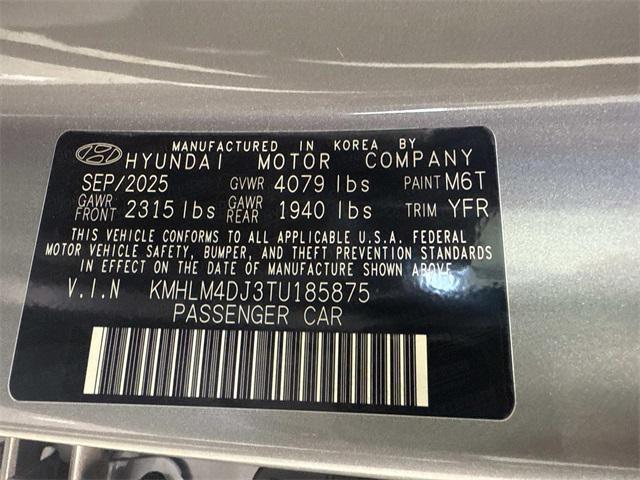 MANUFACTURED IN KOREA BY
HYUNDAI MOTOR COMPANY
SEP/2025 GVWR 4079 lbs PAINT M6T
GAWR FRONT 2315 lbs GAWR REAR 1940 lbs TRIM YFR
THIS VEHICLE CONFORMS TO ALL APPLICABLE U.S.A. FEDERAL
MOTOR VEHICLE SAFETY, BUMPER, AND THEFT PREVENTION STANDARDS
IN EFFECT ON THE DATE OF MANUFACTURE SHOWN ABOVE.
V.I.N KMHLM4DJ3TU185875
PASSENGER CAR